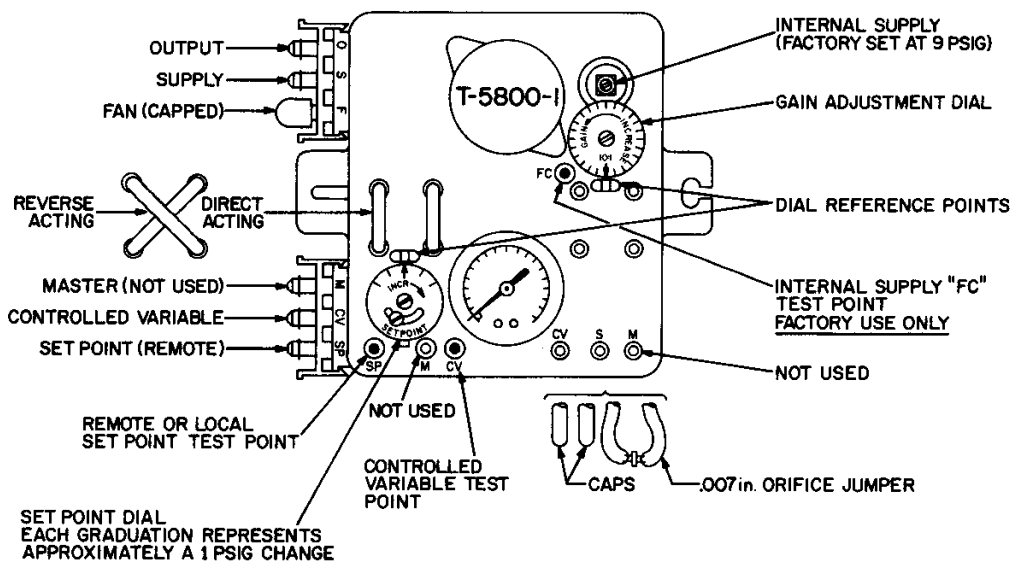 OUTPUT
SUPPLY
FAN (CAPPED)
O
S
F
T-5800-1
INTERNAL SUPPLY
(FACTORY SET AT 9 PSIG)
GAIN ADJUSTMENT DIAL
GAIN
INCREASE
10:1
FC
DIAL REFERENCE POINTS
REVERSE
ACTING
DIRECT
ACTING
MASTER (NOT USED)
CONTROLLED VARIABLE
SET POINT (REMOTE)
M
CV
SP
INCR
SETPOINT
SP
M
CV
CV
S
M
INTERNAL SUPPLY "FC"
TEST POINT
FACTORY USE ONLY
NOT USED
REMOTE OR LOCAL
SET POINT TEST POINT
NOT USED
CONTROLLED
VARIABLE TEST
POINT
CAPS
.007 in. ORIFICE JUMPER
SET POINT DIAL
EACH GRADUATION REPRESENTS
APPROXIMATELY A 1 PSIG CHANGE